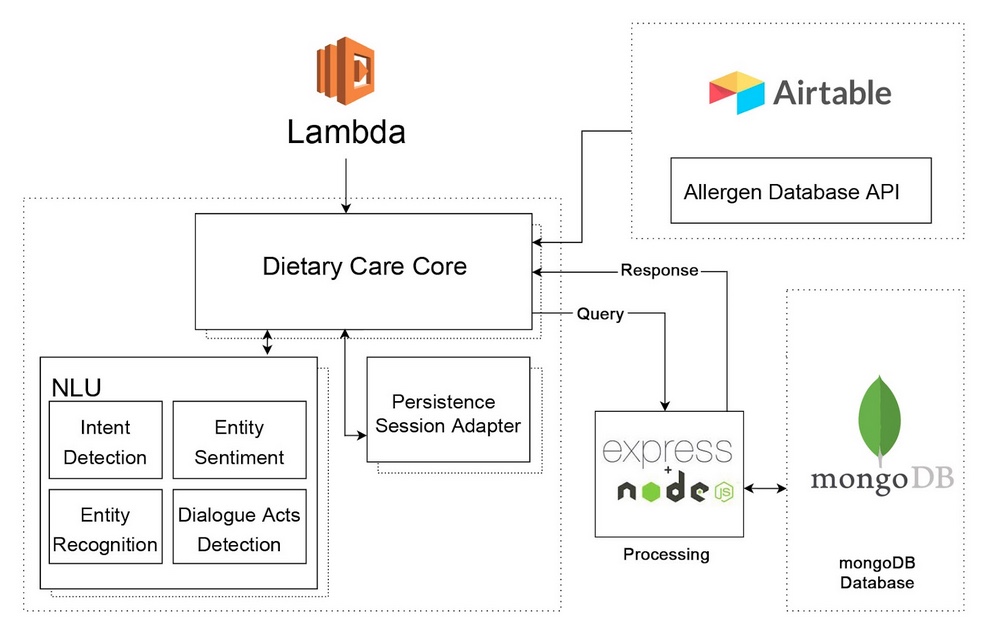 Lambda
Airtable
Allergen Database API
Dietary Care Core
Response
Query
NLU
Intent
Detection
Entity
Sentiment
Entity
Recognition
Dialogue Acts
Detection
Persistence
Session Adapter
express
+
node
JS
Processing
mongoDB
mongoDB
Database